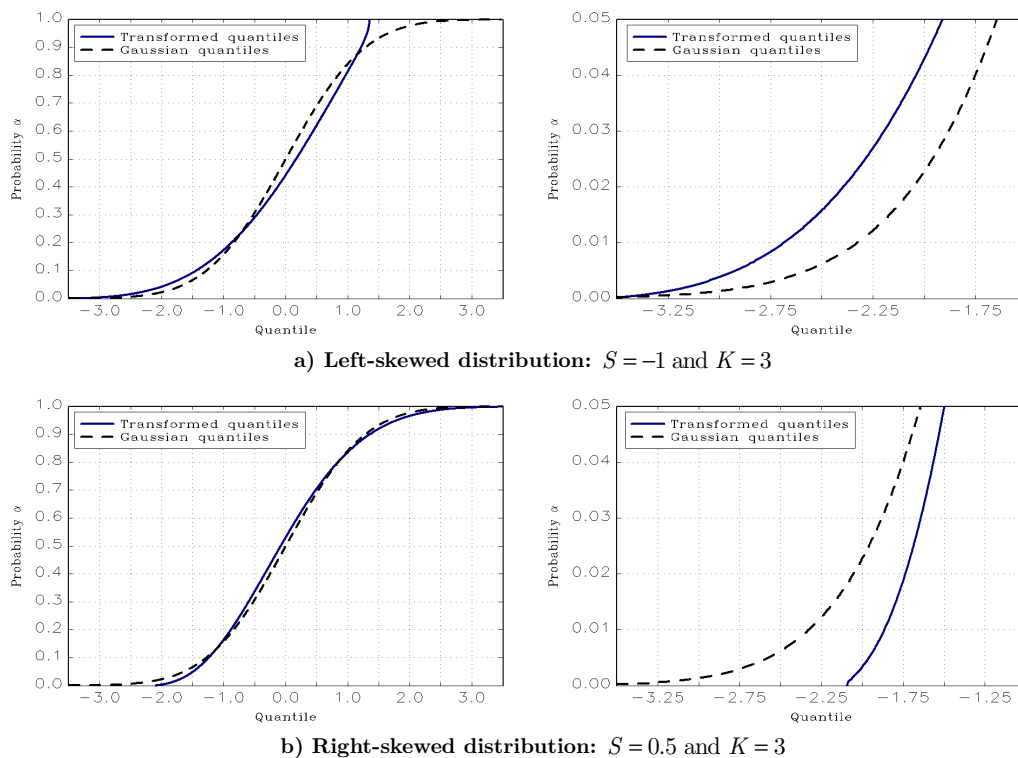 1.0
0.9
0.8
0.7
0.6
0.5
0.4
0.3
0.2
0.1
0.0
Probability α
Transformed quantiles
Gaussian quantiles
−3.0 −2.0 −1.0 0.0 1.0 2.0 3.0
Quantile
0.05
0.04
0.03
0.02
0.01
0.00
Probability α
Transformed quantiles
Gaussian quantiles
−3.25 −2.75 −2.25 −1.75
Quantile
a) Left-skewed distribution: S = −1 and K = 3
1.0
0.9
0.8
0.7
0.6
0.5
0.4
0.3
0.2
0.1
0.0
Probability α
Transformed quantiles
Gaussian quantiles
−3.0 −2.0 −1.0 0.0 1.0 2.0 3.0
Quantile
0.05
0.04
0.03
0.02
0.01
0.00
Probability α
Transformed quantiles
Gaussian quantiles
−3.25 −2.75 −2.25 −1.75 −1.25
Quantile
b) Right-skewed distribution: S = 0.5 and K = 3